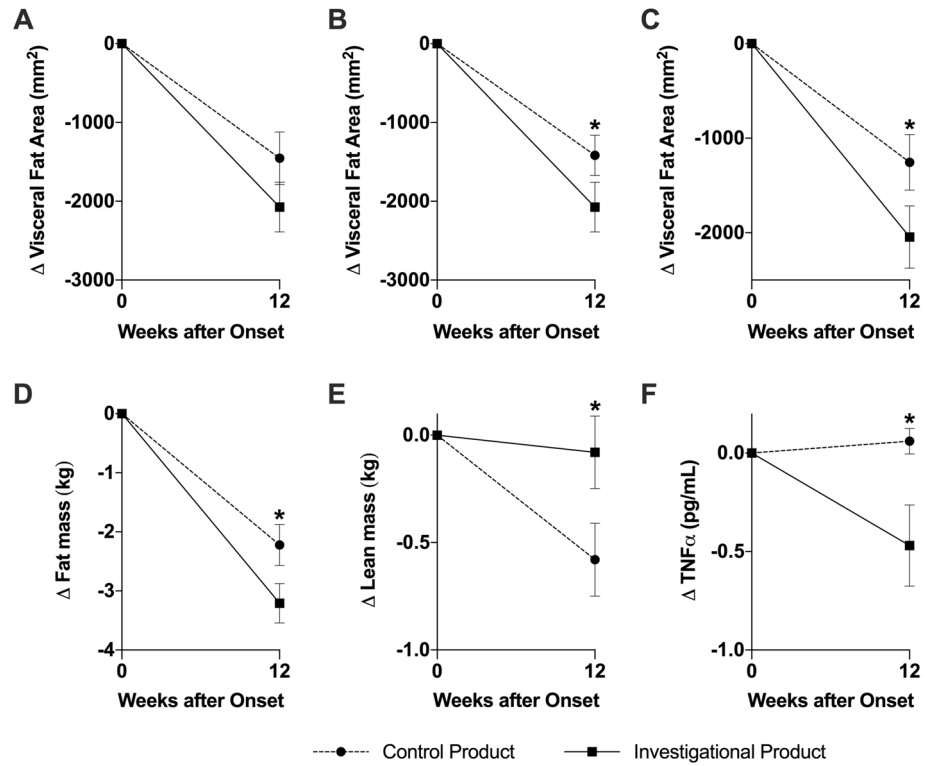 A
B
C
0
-1000
-2000
-3000
0
12
Δ Visceral Fat Area (mm²)
Weeks after Onset
0
-1000
-2000
-3000
*
0
12
Δ Visceral Fat Area (mm²)
Weeks after Onset
0
-1000
-2000
*
0
12
Δ Visceral Fat Area (mm²)
Weeks after Onset
D
E
F
0
-1
-2
-3
-4
*
0
12
Δ Fat mass (kg)
Weeks after Onset
0.0
-0.5
-1.0
*
0
12
Δ Lean mass (kg)
Weeks after Onset
0.0
-0.5
-1.0
*
0
12
Δ TNFα (pg/mL)
Weeks after Onset
Control Product
Investigational Product